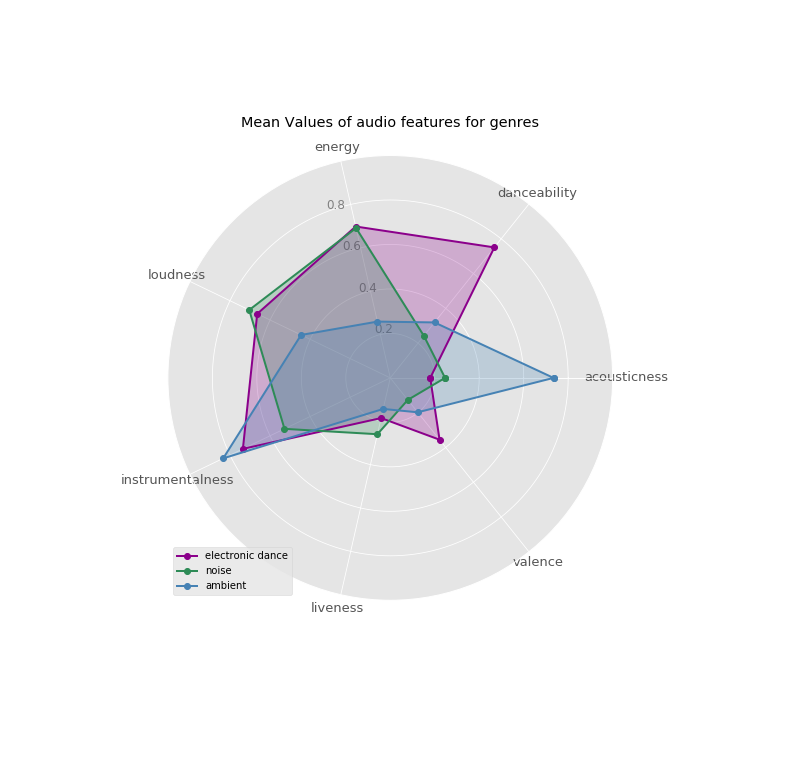 Mean Values of audio features for genres
energy
danceability
0.8
0.6
loudness
0.4
0.2
acousticness
instrumentalness
electronic dance
noise
ambient
valence
liveness